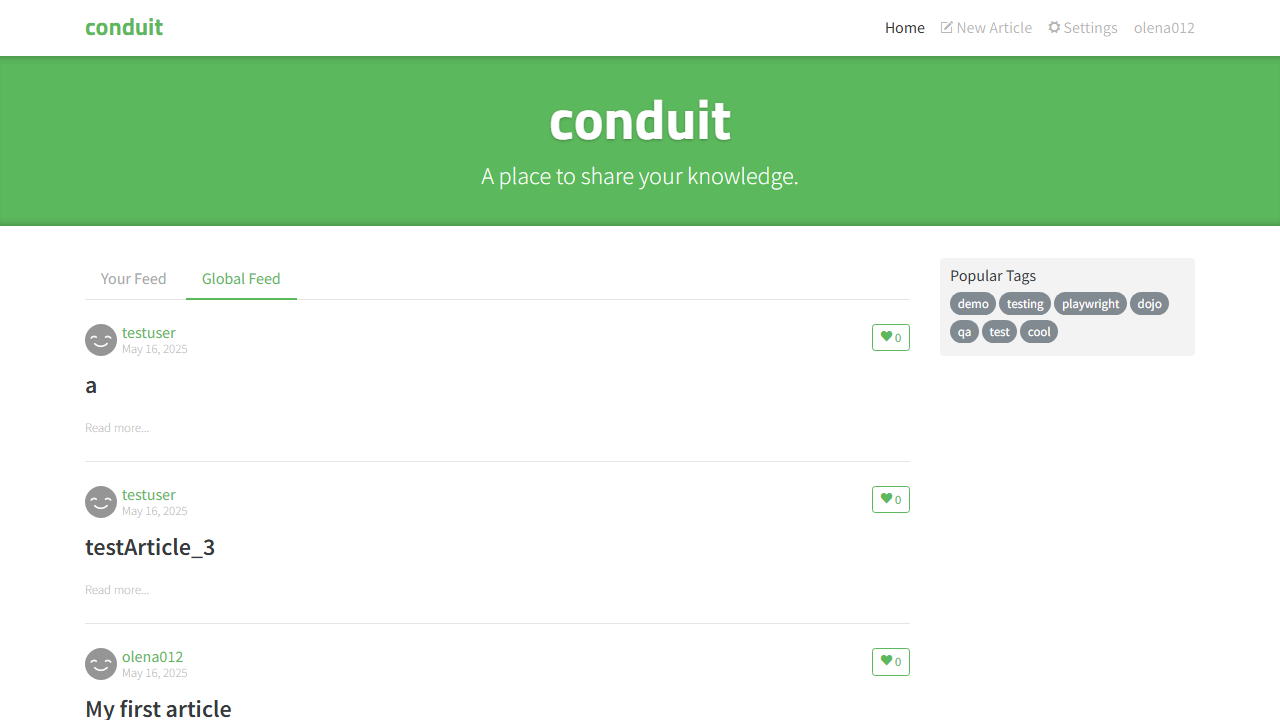 conduit
Home New Article Settings olena012
conduit
A place to share your knowledge.
Your Feed Global Feed
testuser
May 16, 2025
0
a
Read more...
testuser
May 16, 2025
0
testArticle_3
Read more...
olena012
May 16, 2025
0
My first article
Popular Tags
demo testing playwright dojo
qa test cool